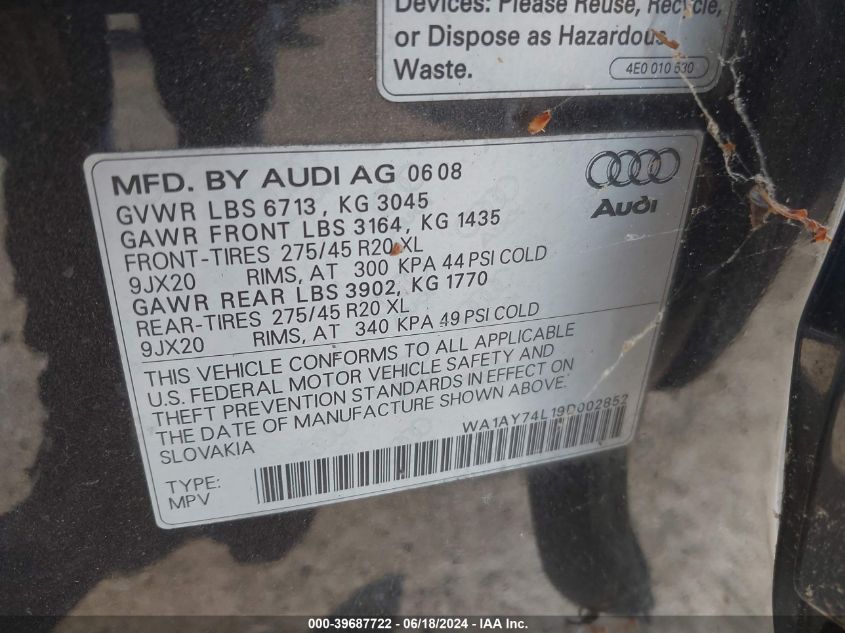 Devices: Please Reuse, Recycle,
or Dispose as Hazardous
Waste.
4E0 010 630
MFD. BY AUDI AG 06 08
GVWR LBS 6713, KG 3045
GAWR FRONT LBS 3164, KG 1435
FRONT-TIRES 275/45 R20 XL
9JX20 RIMS, AT 300 KPA 44 PSI COLD
GAWR REAR LBS 3902, KG 1770
REAR-TIRES 275/45 R20 XL
9JX20 RIMS, AT 340 KPA 49 PSI COLD
Audi
THIS VEHICLE CONFORMS TO ALL APPLICABLE
U.S. FEDERAL MOTOR VEHICLE SAFETY AND
THEFT PREVENTION STANDARDS IN EFFECT ON
THE DATE OF MANUFACTURE SHOWN ABOVE.
SLOVAKIA WA1AY74L19D002852
TYPE:
MPV
000-39687722 - 06/18/2024 - IAA Inc.